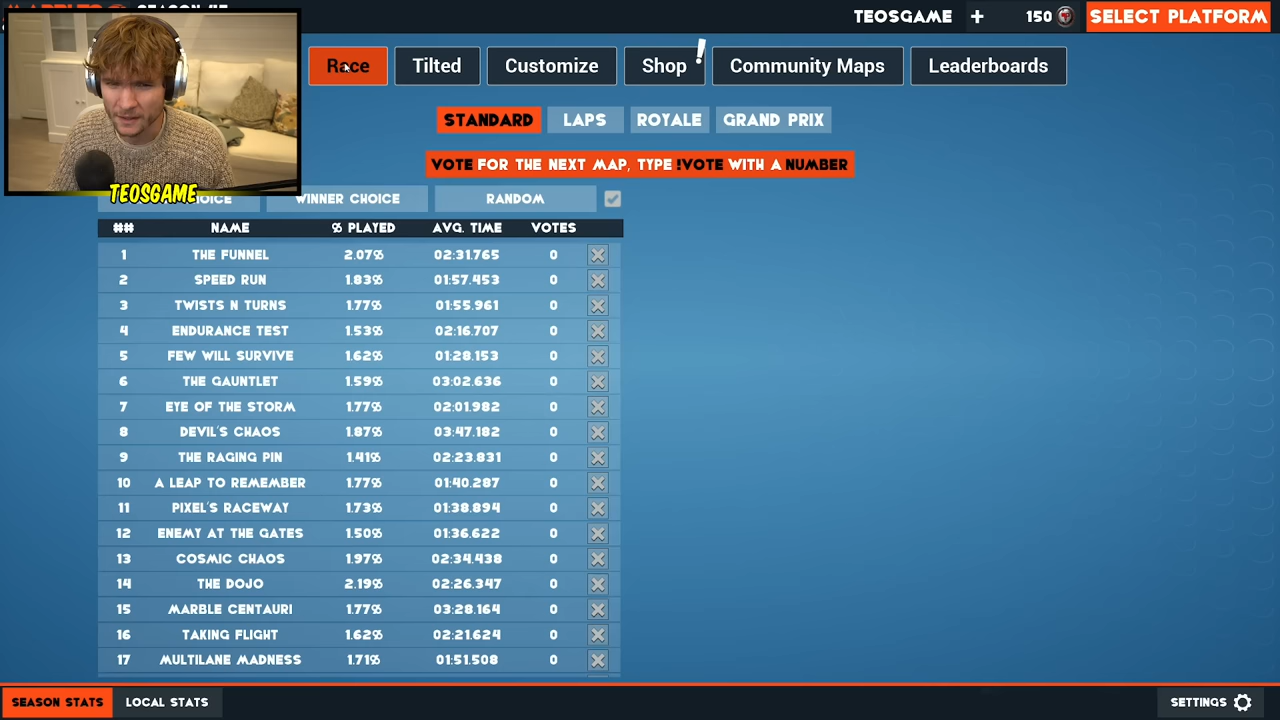 TEOSGAME + 150 SELECT PLATFORM
Race Tilted Customize Shop ! Community Maps Leaderboards
STANDARD LAPS ROYALE GRAND PRIX
VOTE FOR THE NEXT MAP, TYPE !VOTE WITH A NUMBER
TEOSGAME
WINNER CHOICE RANDOM
## NAME % PLAYED AVG. TIME VOTES
1 THE FUNNEL 2.07% 02:31.765 0
2 SPEED RUN 1.83% 01:57.453 0
3 TWISTS N TURNS 1.77% 01:55.961 0
4 ENDURANCE TEST 1.53% 02:16.707 0
5 FEW WILL SURVIVE 1.62% 01:28.153 0
6 THE GAUNTLET 1.59% 03:02.636 0
7 EYE OF THE STORM 1.77% 02:01.982 0
8 DEVIL'S CHAOS 1.87% 03:47.182 0
9 THE RAGING PIN 1.41% 02:23.831 0
10 A LEAP TO REMEMBER 1.77% 01:40.287 0
11 PIXEL'S RACEWAY 1.73% 01:38.894 0
12 ENEMY AT THE GATES 1.50% 01:36.622 0
13 COSMIC CHAOS 1.97% 02:34.438 0
14 THE DOJO 2.19% 02:26.347 0
15 MARBLE CENTAURI 1.77% 03:28.164 0
16 TAKING FLIGHT 1.62% 02:21.624 0
17 MULTILANE MADNESS 1.71% 01:51.508 0
SEASON STATS LOCAL STATS SETTINGS